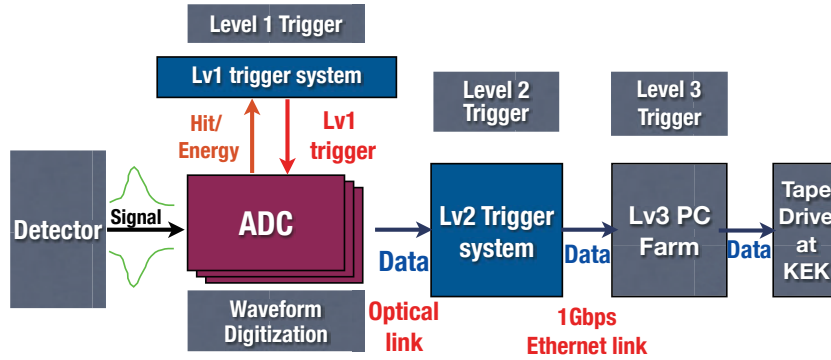 Level 1 Trigger
Lv1 trigger system
Hit/
Energy
Lv1
trigger
Level 2
Trigger
Level 3
Trigger
Detector
Signal
ADC
Data
Lv2 Trigger
system
Data
Lv3 PC
Farm
Data
Tape
Drive
at
KEK
Waveform
Digitization
Optical
link
1Gbps
Ethernet link